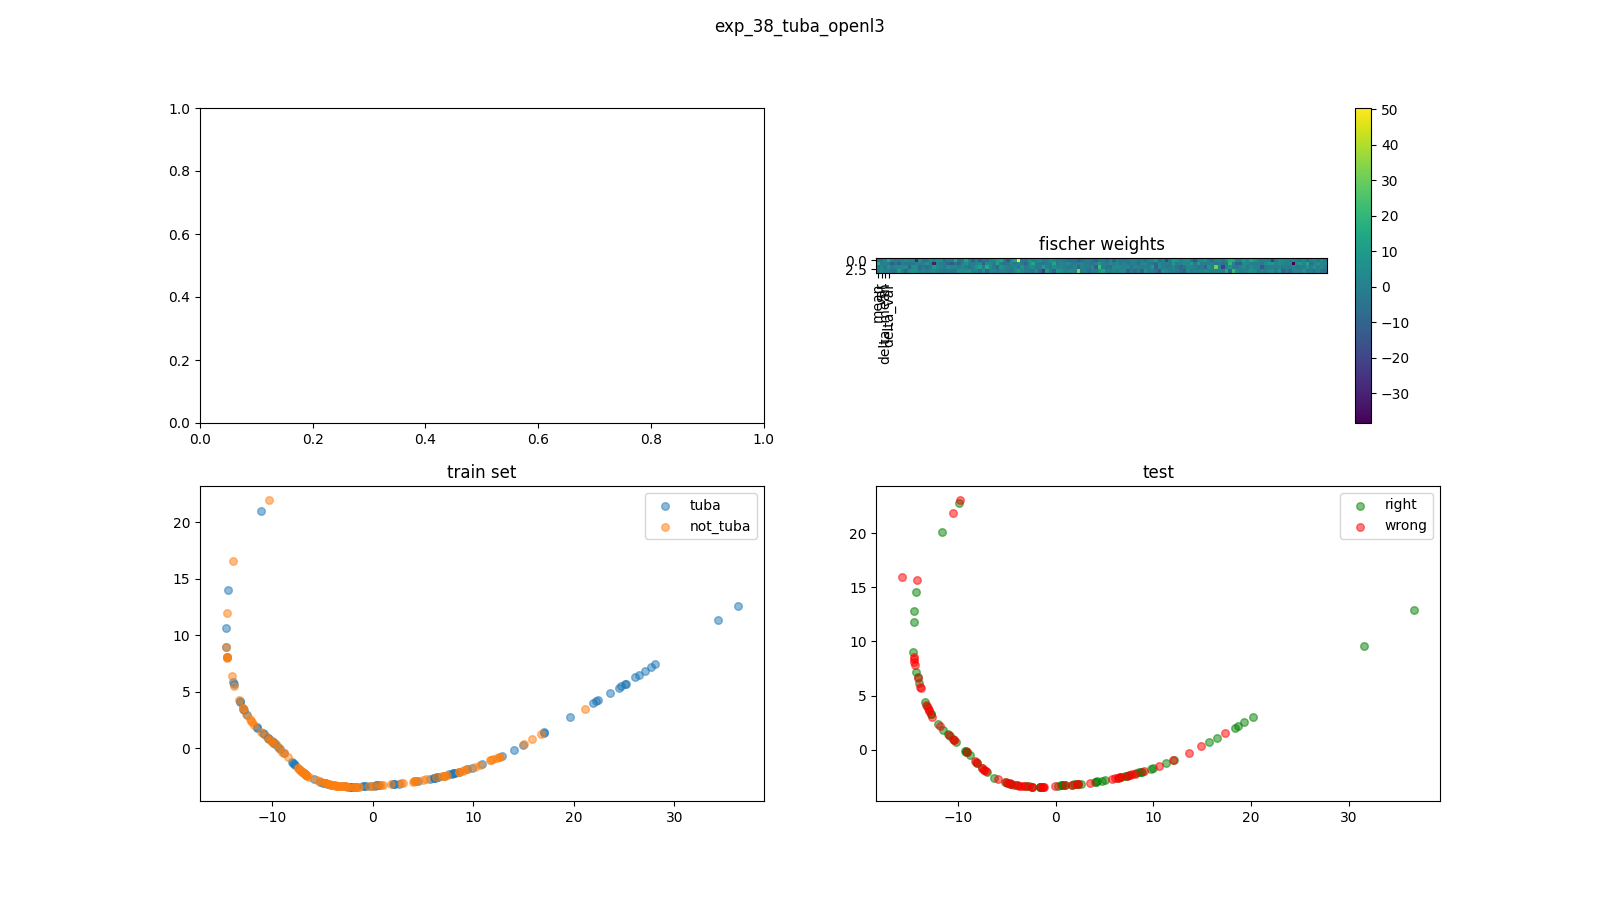 exp_38_tuba_openl3
1.0
0.8
0.6
0.4
0.2
0.0
0.0 0.2 0.4 0.6 0.8 1.0
fischer weights
0.0
2.5
mean
delta_mean
delta_var
50
40
30
20
10
0
−10
−20
−30
train set
tuba
not_tuba
20
15
10
5
0
−10 0 10 20 30
test
right
wrong
20
15
10
5
0
−10 0 10 20 30